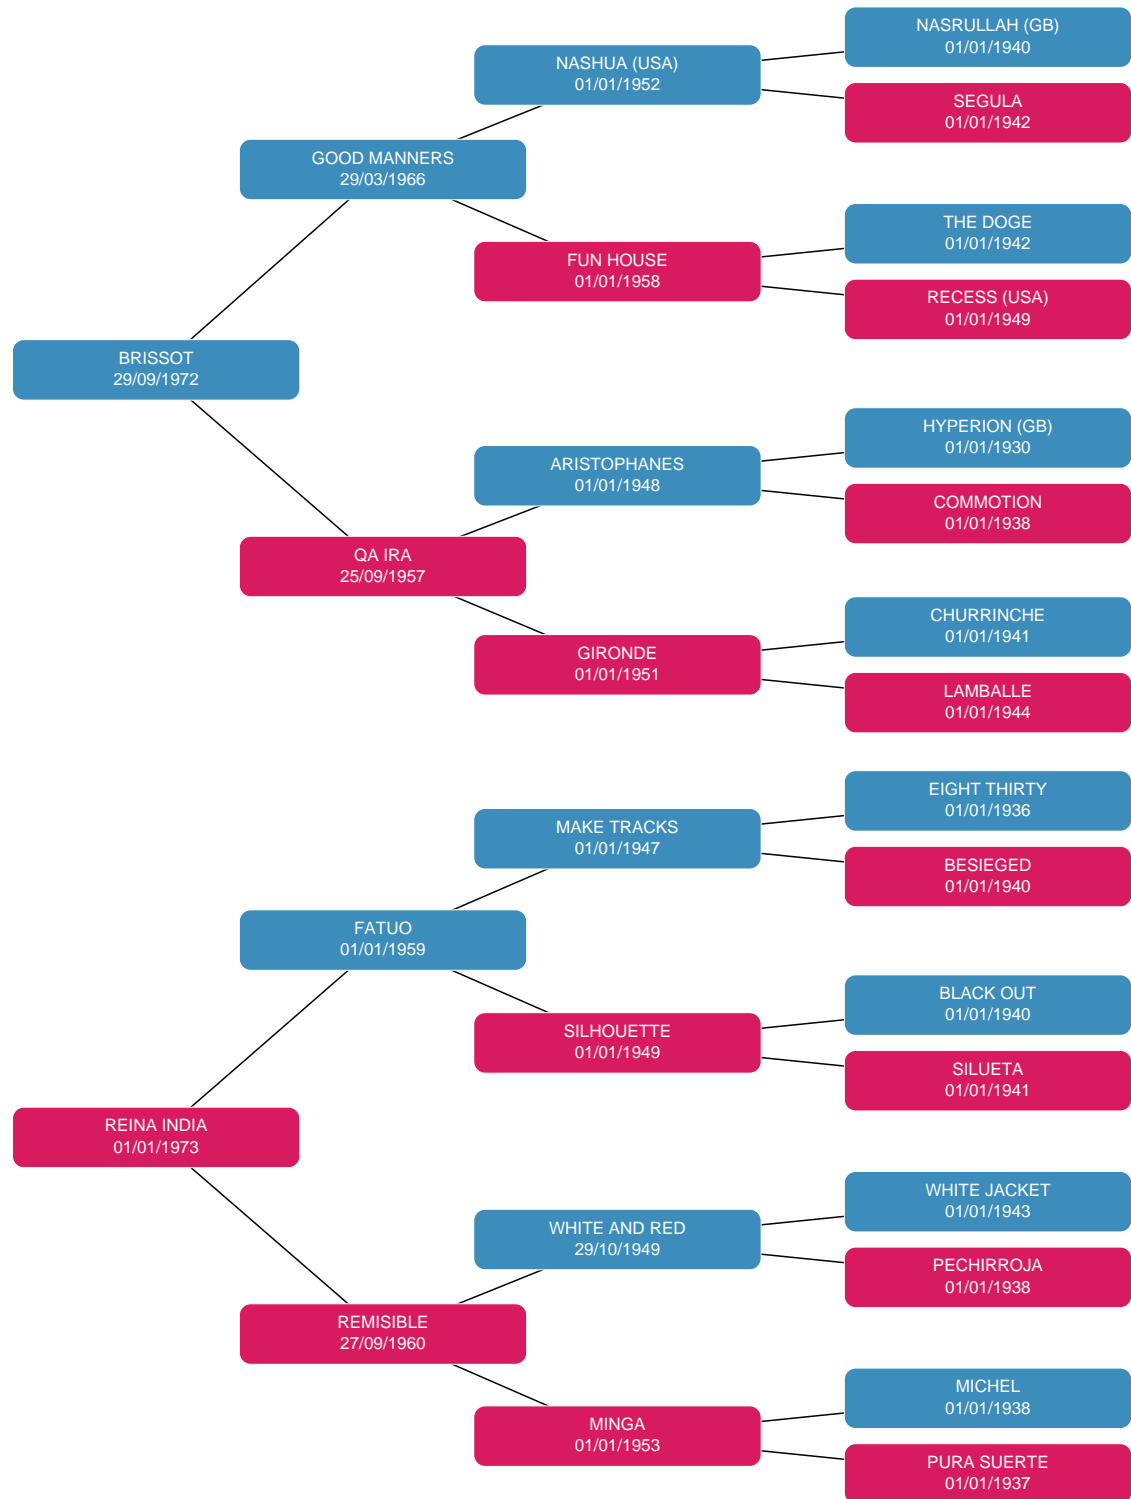 NASRULLAH (GB)
01/01/1940
NASHUA (USA)
01/01/1952
SEGULA
01/01/1942
GOOD MANNERS
29/03/1966
THE DOGE
01/01/1942
FUN HOUSE
01/01/1958
RECESS (USA)
01/01/1949
BRISSOT
29/09/1972
HYPERION (GB)
01/01/1930
ARISTOPHANES
01/01/1948
COMMOTION
01/01/1938
QA IRA
25/09/1957
CHURRINCHE
01/01/1941
GIRONDE
01/01/1951
LAMBALLE
01/01/1944
EIGHT THIRTY
01/01/1936
MAKE TRACKS
01/01/1947
BESIEGED
01/01/1940
FATUO
01/01/1959
BLACK OUT
01/01/1940
SILHOUETTE
01/01/1949
SILUETA
01/01/1941
REINA INDIA
01/01/1973
WHITE JACKET
01/01/1943
WHITE AND RED
29/10/1949
PECHIRROJA
01/01/1938
REMISIBLE
27/09/1960
MICHEL
01/01/1938
MINGA
01/01/1953
PURA SUERTE
01/01/1937